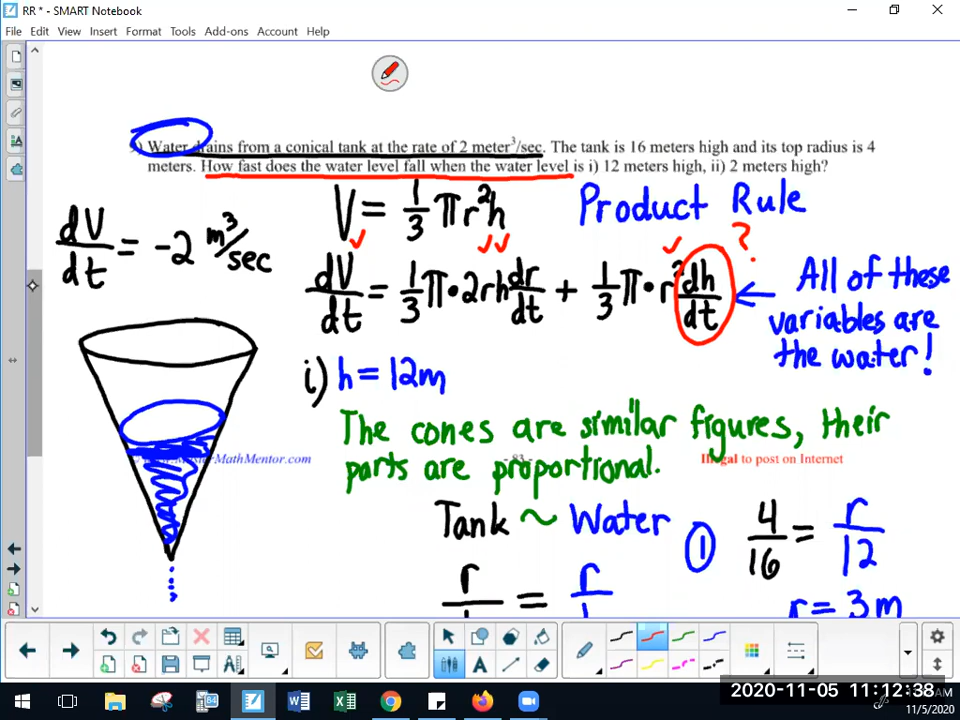 RR * - SMART Notebook
File Edit View Insert Format Tools Add-ons Account Help
Water drains from a conical tank at the rate of 2 meter³/sec. The tank is 16 meters high and its top radius is 4
meters. How fast does the water level fall when the water level is i) 12 meters high, ii) 2 meters high?
V = 1/3 πr²h
Product Rule
dV/dt = -2 m³/sec
?
dV/dt = 1/3 π•2rh dr/dt + 1/3 π•r² dh/dt
All of these
variables are
the water!
i) h = 12m
The cones are similar figures, their
parts are proportional.
MathMentor.com
- 83 -
Illegal to post on Internet
Tank ~ Water
① 4/16 = r/12
r = r
r = 3m
2020-11-05 11:12:38
11/5/2020